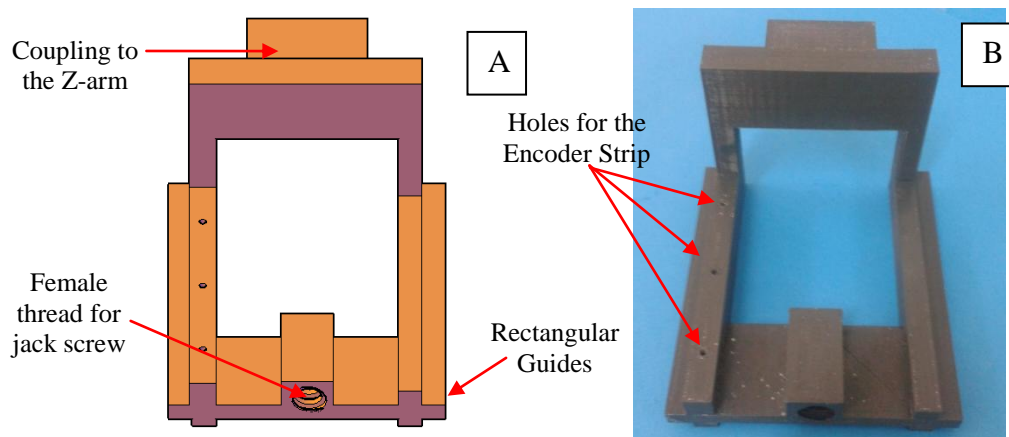 Coupling to
the Z-arm
A
Female
thread for
jack screw
Rectangular
Guides
B
Holes for the
Encoder Strip